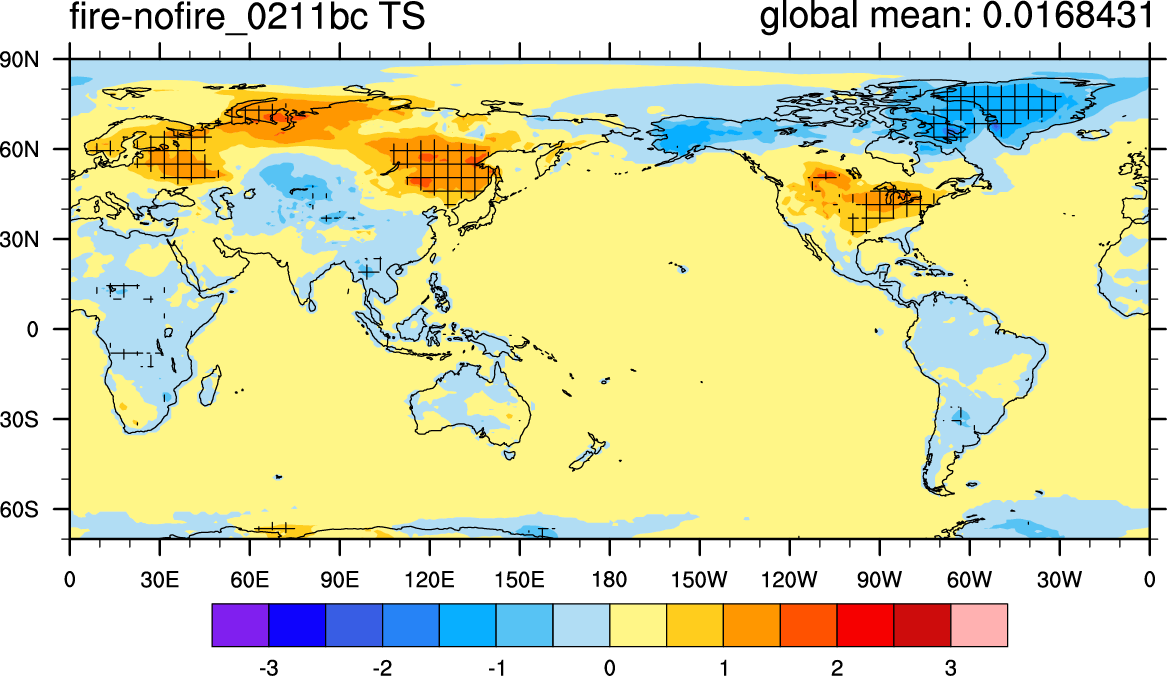 fire-nofire_0211bc TS global mean: 0.0168431
90N
60N
30N
0
30S
60S
0 30E 60E 90E 120E 150E 180 150W 120W 90W 60W 30W 0
-3 -2 -1 0 1 2 3